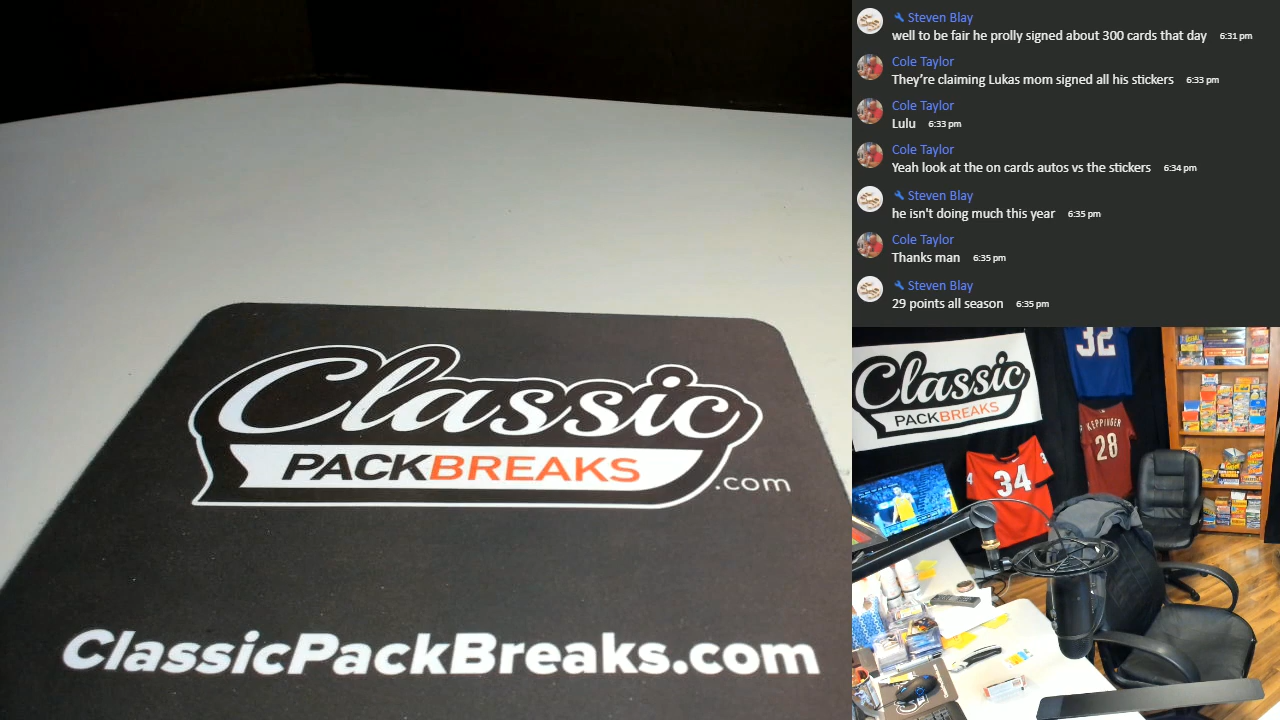 Steven Blay
well to be fair he prolly signed about 300 cards that day 6:31 pm
Cole Taylor
They're claiming Lukas mom signed all his stickers 6:33 pm
Cole Taylor
Lulu 6:33 pm
Cole Taylor
Yeah look at the on cards autos vs the stickers 6:34 pm
Steven Blay
he isn't doing much this year 6:35 pm
Cole Taylor
Thanks man 6:35 pm
Steven Blay
29 points all season 6:35 pm
Classic
PACKBREAKS
.com
ClassicPackBreaks.com
Classic
PACKBREAKS
32
KEPPINGER
28
34